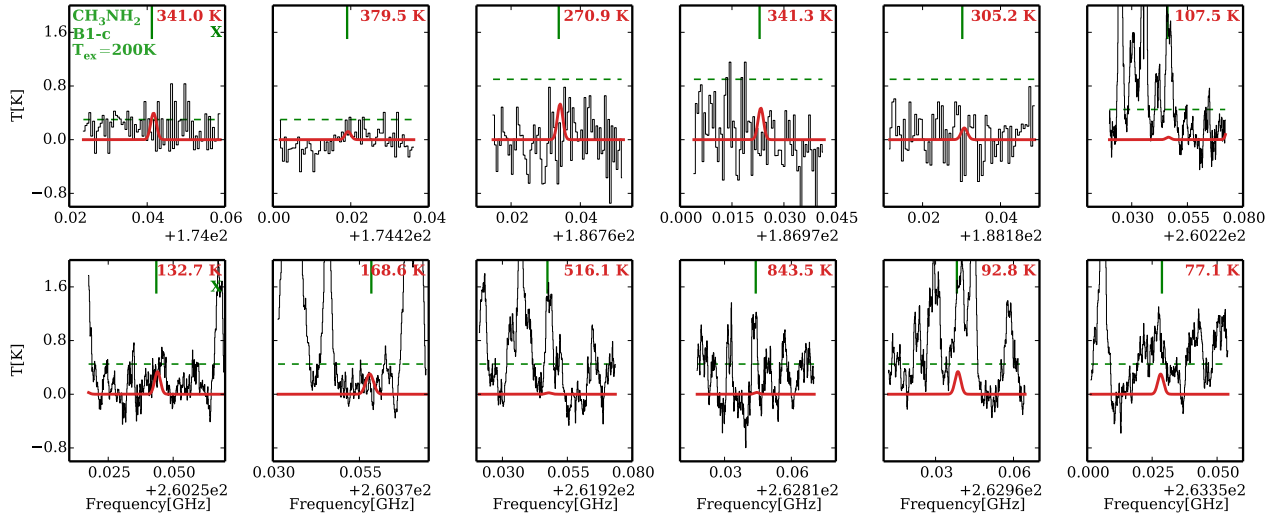 CH₃NH₂ 341.0 K 379.5 K 270.9 K 341.3 K 305.2 K 107.5 K
B1-c X
Tₑₓ=200K
T[K]
1.6
0.8
0.0
−0.8
0.02 0.04 0.06 0.00 0.02 0.04 0.02 0.04 0.000 0.015 0.030 0.045 0.02 0.04 0.030 0.055 0.080
+1.74e2 +1.7442e2 +1.8676e2 +1.8697e2 +1.8818e2 +2.6022e2
132.7 K 168.6 K 516.1 K 843.5 K 92.8 K 77.1 K
X
T[K]
1.6
0.8
0.0
−0.8
0.025 0.050 0.030 0.055 0.030 0.055 0.080 0.03 0.06 0.03 0.06 0.000 0.025 0.050
+2.6025e2 +2.6037e2 +2.6192e2 +2.6281e2 +2.6296e2 +2.6335e2
Frequency[GHz] Frequency[GHz] Frequency[GHz] Frequency[GHz] Frequency[GHz] Frequency[GHz]